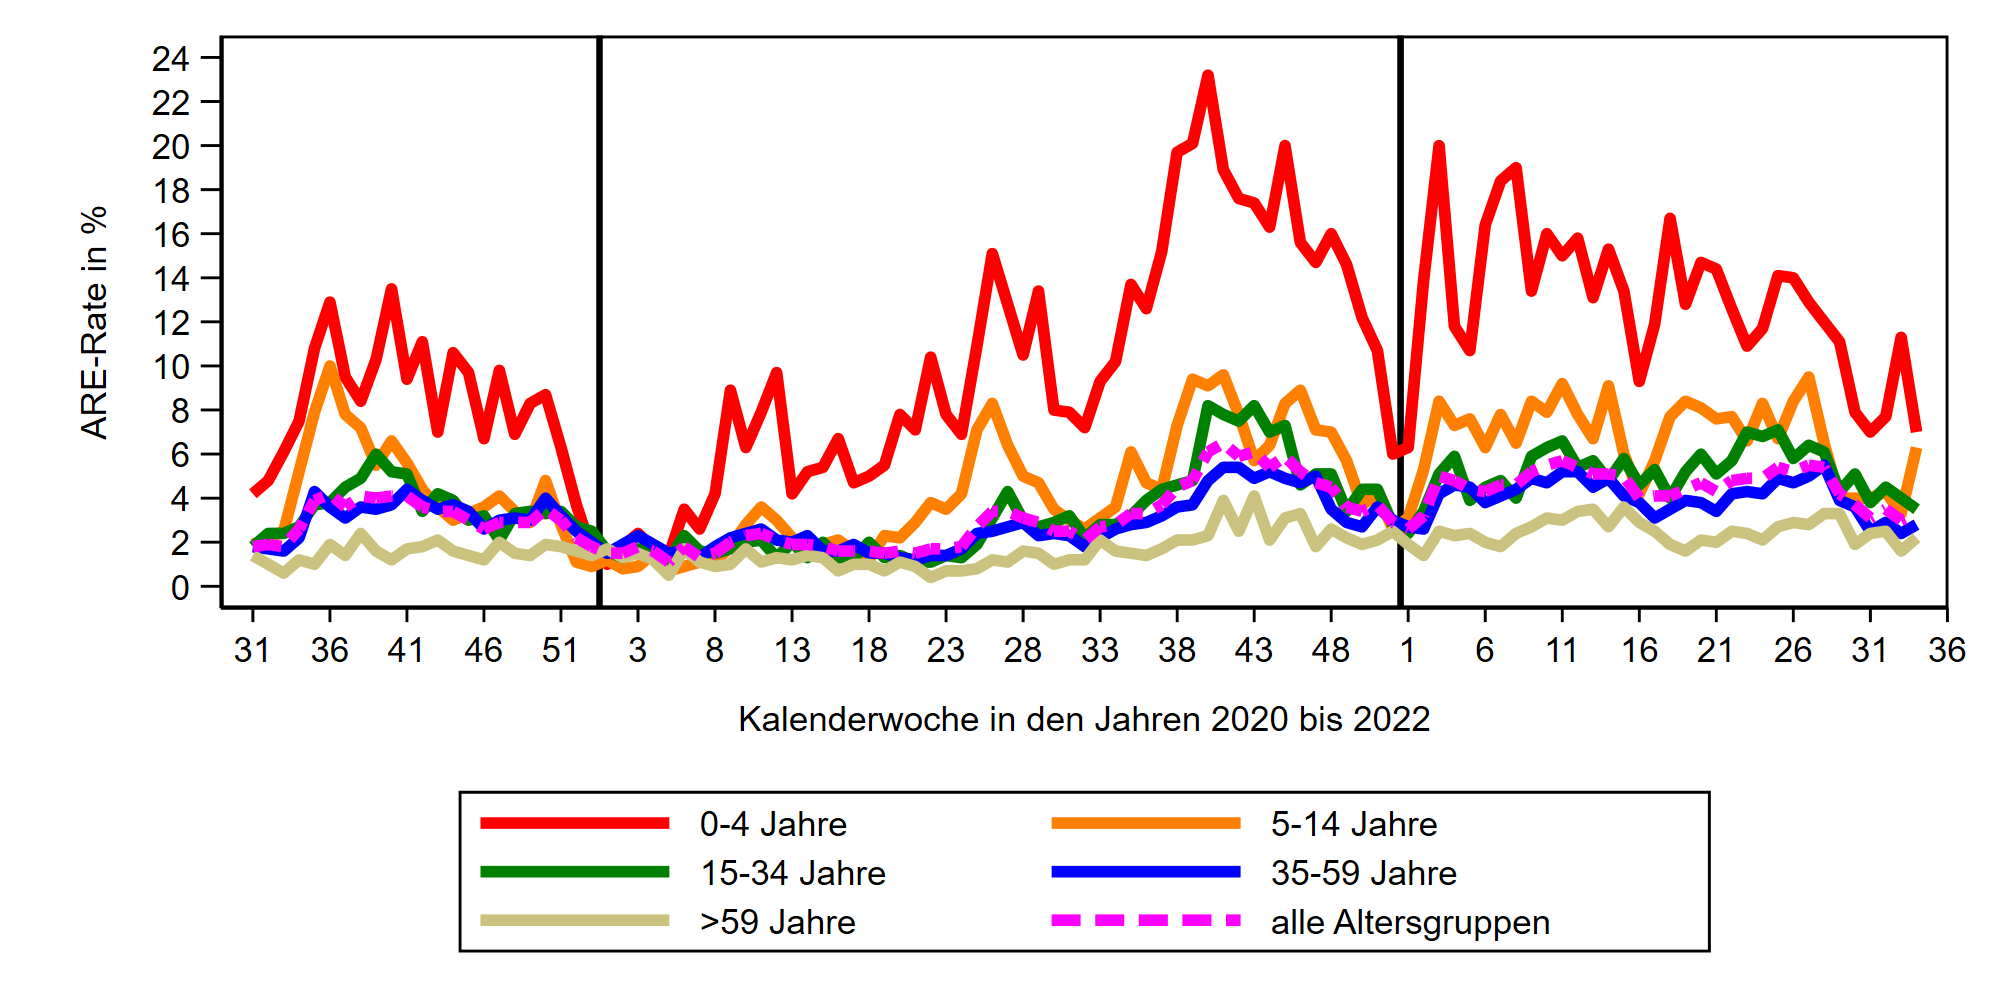 24
22
20
18
16
14
12
10
8
6
4
2
0
ARE-Rate in %
31 36 41 46 51 3 8 13 18 23 28 33 38 43 48 1 6 11 16 21 26 31 36
Kalenderwoche in den Jahren 2020 bis 2022
0-4 Jahre 5-14 Jahre
15-34 Jahre 35-59 Jahre
>59 Jahre alle Altersgruppen